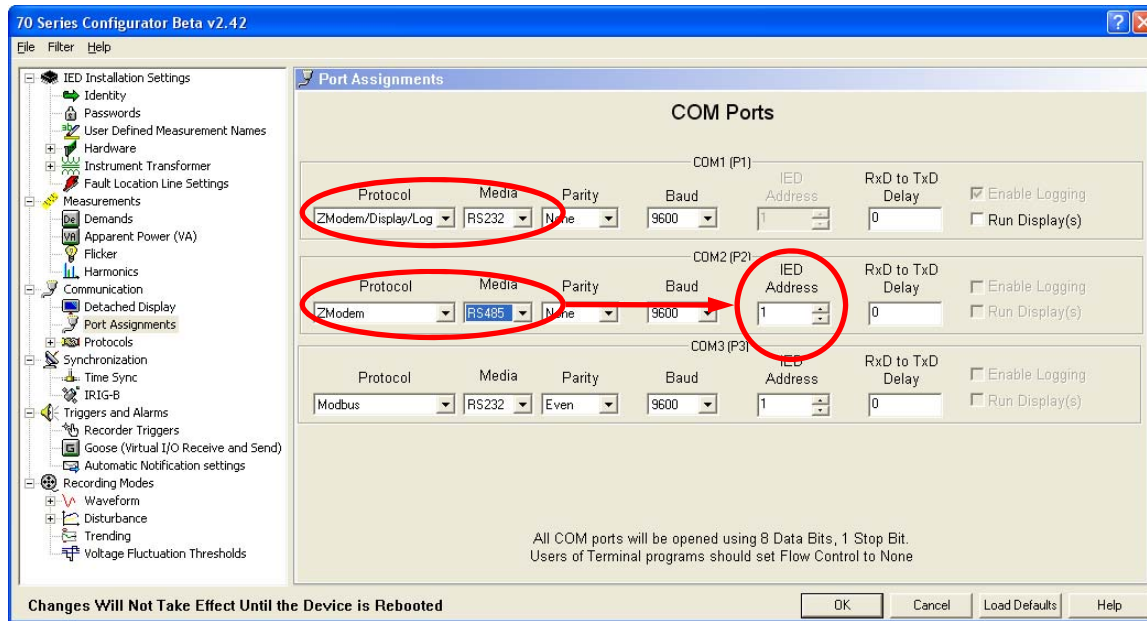 70 Series Configurator Beta v2.42
File Filter Help
IED Installation Settings
Identity
Passwords
User Defined Measurement Names
Hardware
Instrument Transformer
Fault Location Line Settings
Measurements
De Demands
VA Apparent Power (VA)
Flicker
Harmonics
Communication
Detached Display
Port Assignments
Protocols
Synchronization
Time Sync
IRIG-B
Triggers and Alarms
Recorder Triggers
G Goose (Virtual I/O Receive and Send)
Automatic Notification settings
Recording Modes
Waveform
Disturbance
Trending
Voltage Fluctuation Thresholds
Port Assignments
COM Ports
COM1 (P1)
Protocol Media Parity Baud IED Address RxD to TxD Delay
ZModem/Display/Log RS232 None 9600 1 0
Enable Logging
Run Display(s)
COM2 (P2)
Protocol Media Parity Baud IED Address RxD to TxD Delay
ZModem RS485 None 9600 1 0
Enable Logging
Run Display(s)
COM3 (P3)
Protocol Media Parity Baud IED Address RxD to TxD Delay
Modbus RS232 Even 9600 1 0
Enable Logging
Run Display(s)
All COM ports will be opened using 8 Data Bits, 1 Stop Bit.
Users of Terminal programs should set Flow Control to None
Changes Will Not Take Effect Until the Device is Rebooted
OK Cancel Load Defaults Help